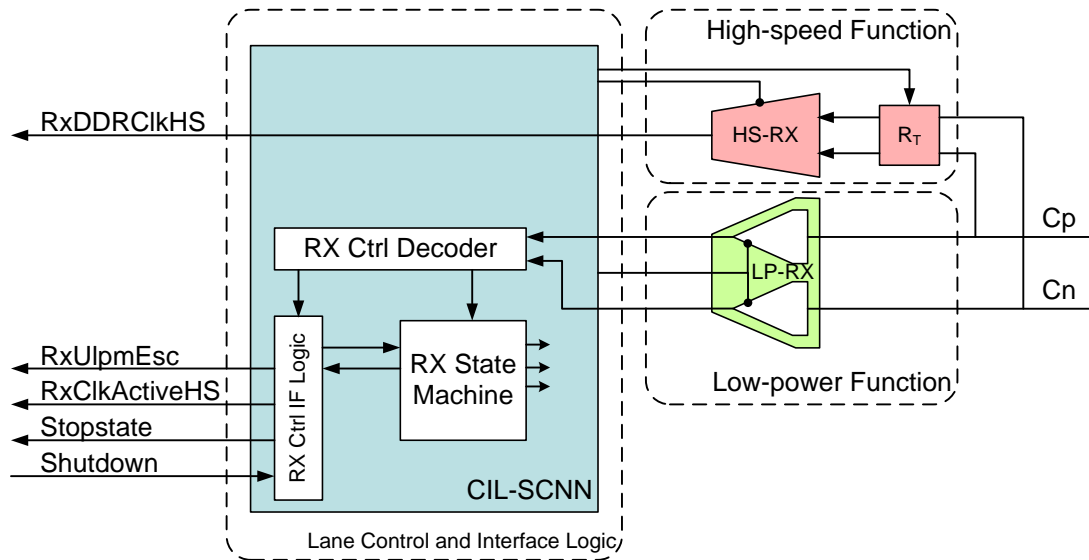 High-speed Function
RxDDRClkHS
HS-RX
RT
RX Ctrl Decoder
LP-RX
Cp
Cn
RX Ctrl IF Logic
RX State
Machine
RxUlpmEsc
RxClkActiveHS
Stopstate
Shutdown
Low-power Function
CIL-SCNN
Lane Control and Interface Logic